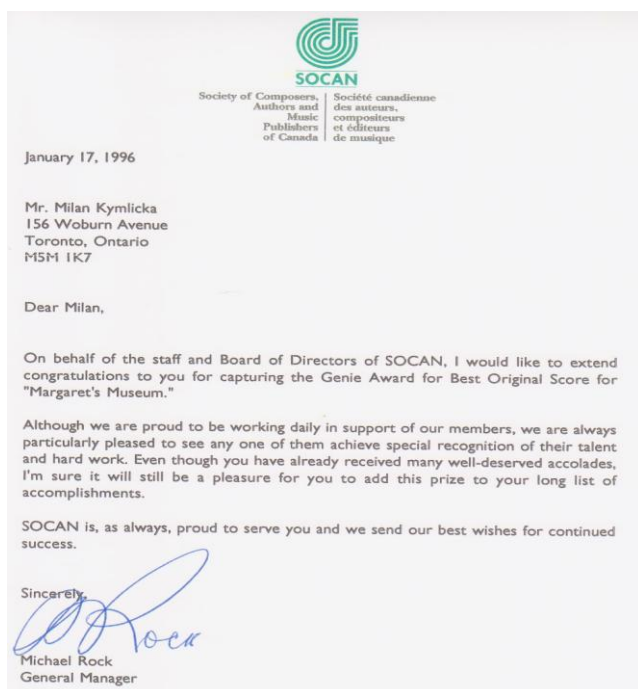 SOCAN
Society of Composers,
Authors and
Music
Publishers
of Canada
Société canadienne
des auteurs,
compositeurs
et éditeurs
de musique
January 17, 1996
Mr. Milan Kymlicka
156 Woburn Avenue
Toronto, Ontario
M5M 1K7
Dear Milan,
On behalf of the staff and Board of Directors of SOCAN, I would like to extend
congratulations to you for capturing the Genie Award for Best Original Score for
"Margaret's Museum."
Although we are proud to be working daily in support of our members, we are always
particularly pleased to see any one of them achieve special recognition of their talent
and hard work. Even though you have already received many well-deserved accolades,
I'm sure it will still be a pleasure for you to add this prize to your long list of
accomplishments.
SOCAN is, as always, proud to serve you and we send our best wishes for continued
success.
Sincerely,
Rock
Michael Rock
General Manager